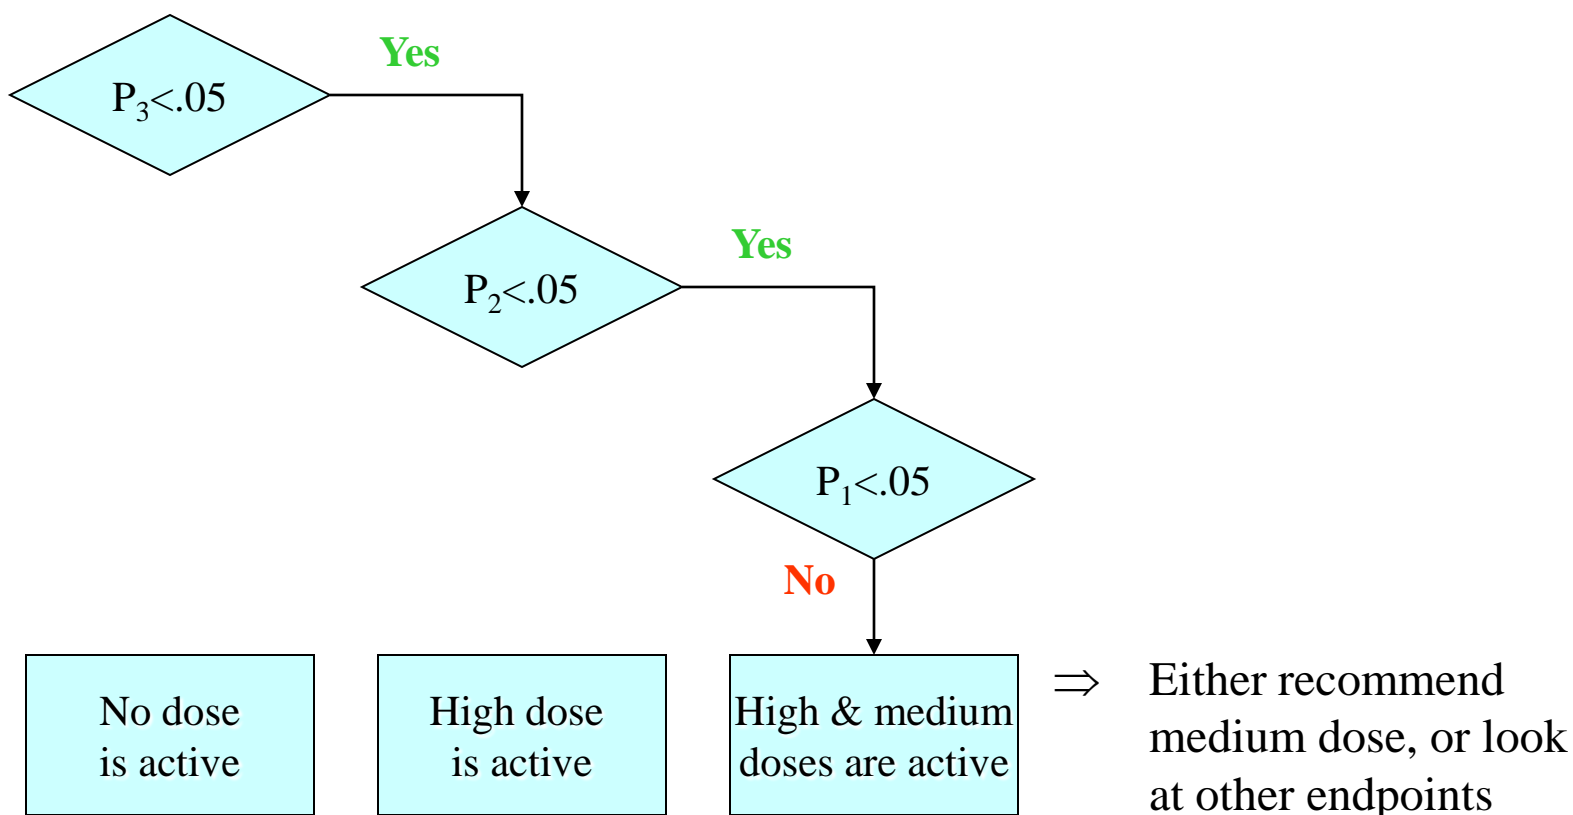 Yes
P₃<.05
Yes
P₂<.05
P₁<.05
No
No dose
is active
High dose
is active
High & medium
doses are active
⇒ Either recommend
medium dose, or look
at other endpoints